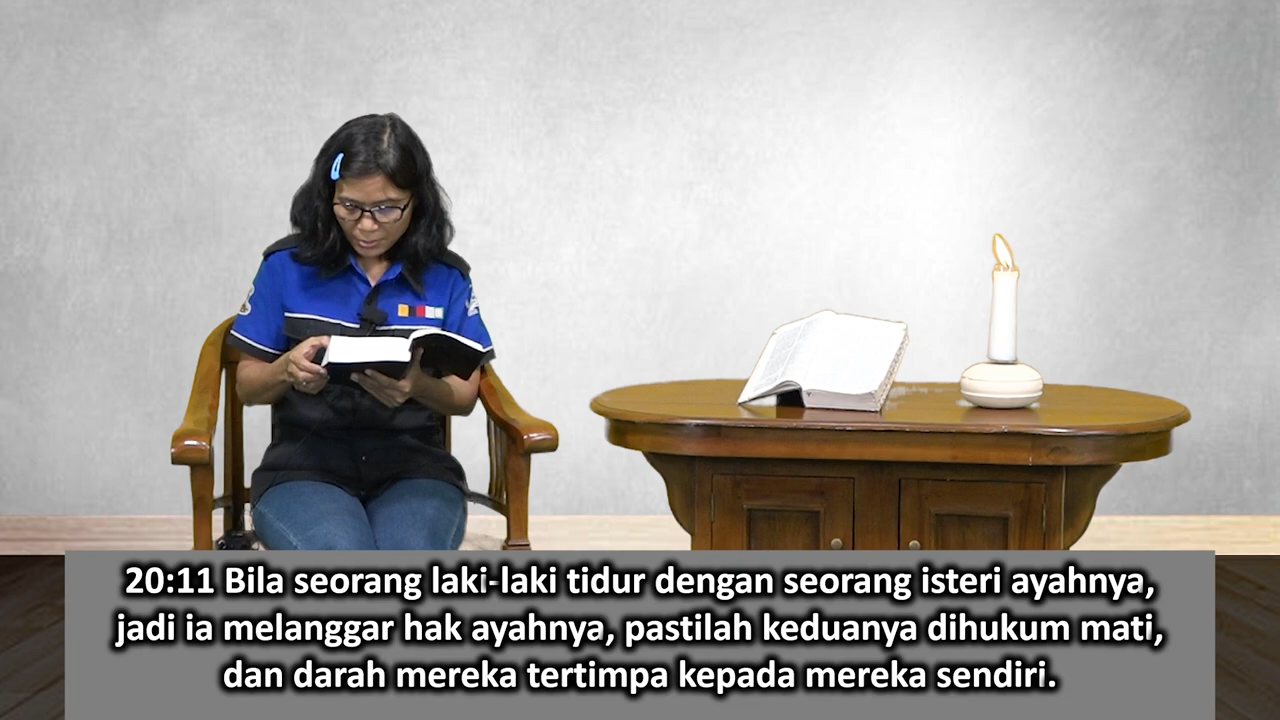 20:11 Bila seorang laki-laki tidur dengan seorang isteri ayahnya,
jadi ia melanggar hak ayahnya, pastilah keduanya dihukum mati,
dan darah mereka tertimpa kepada mereka sendiri.